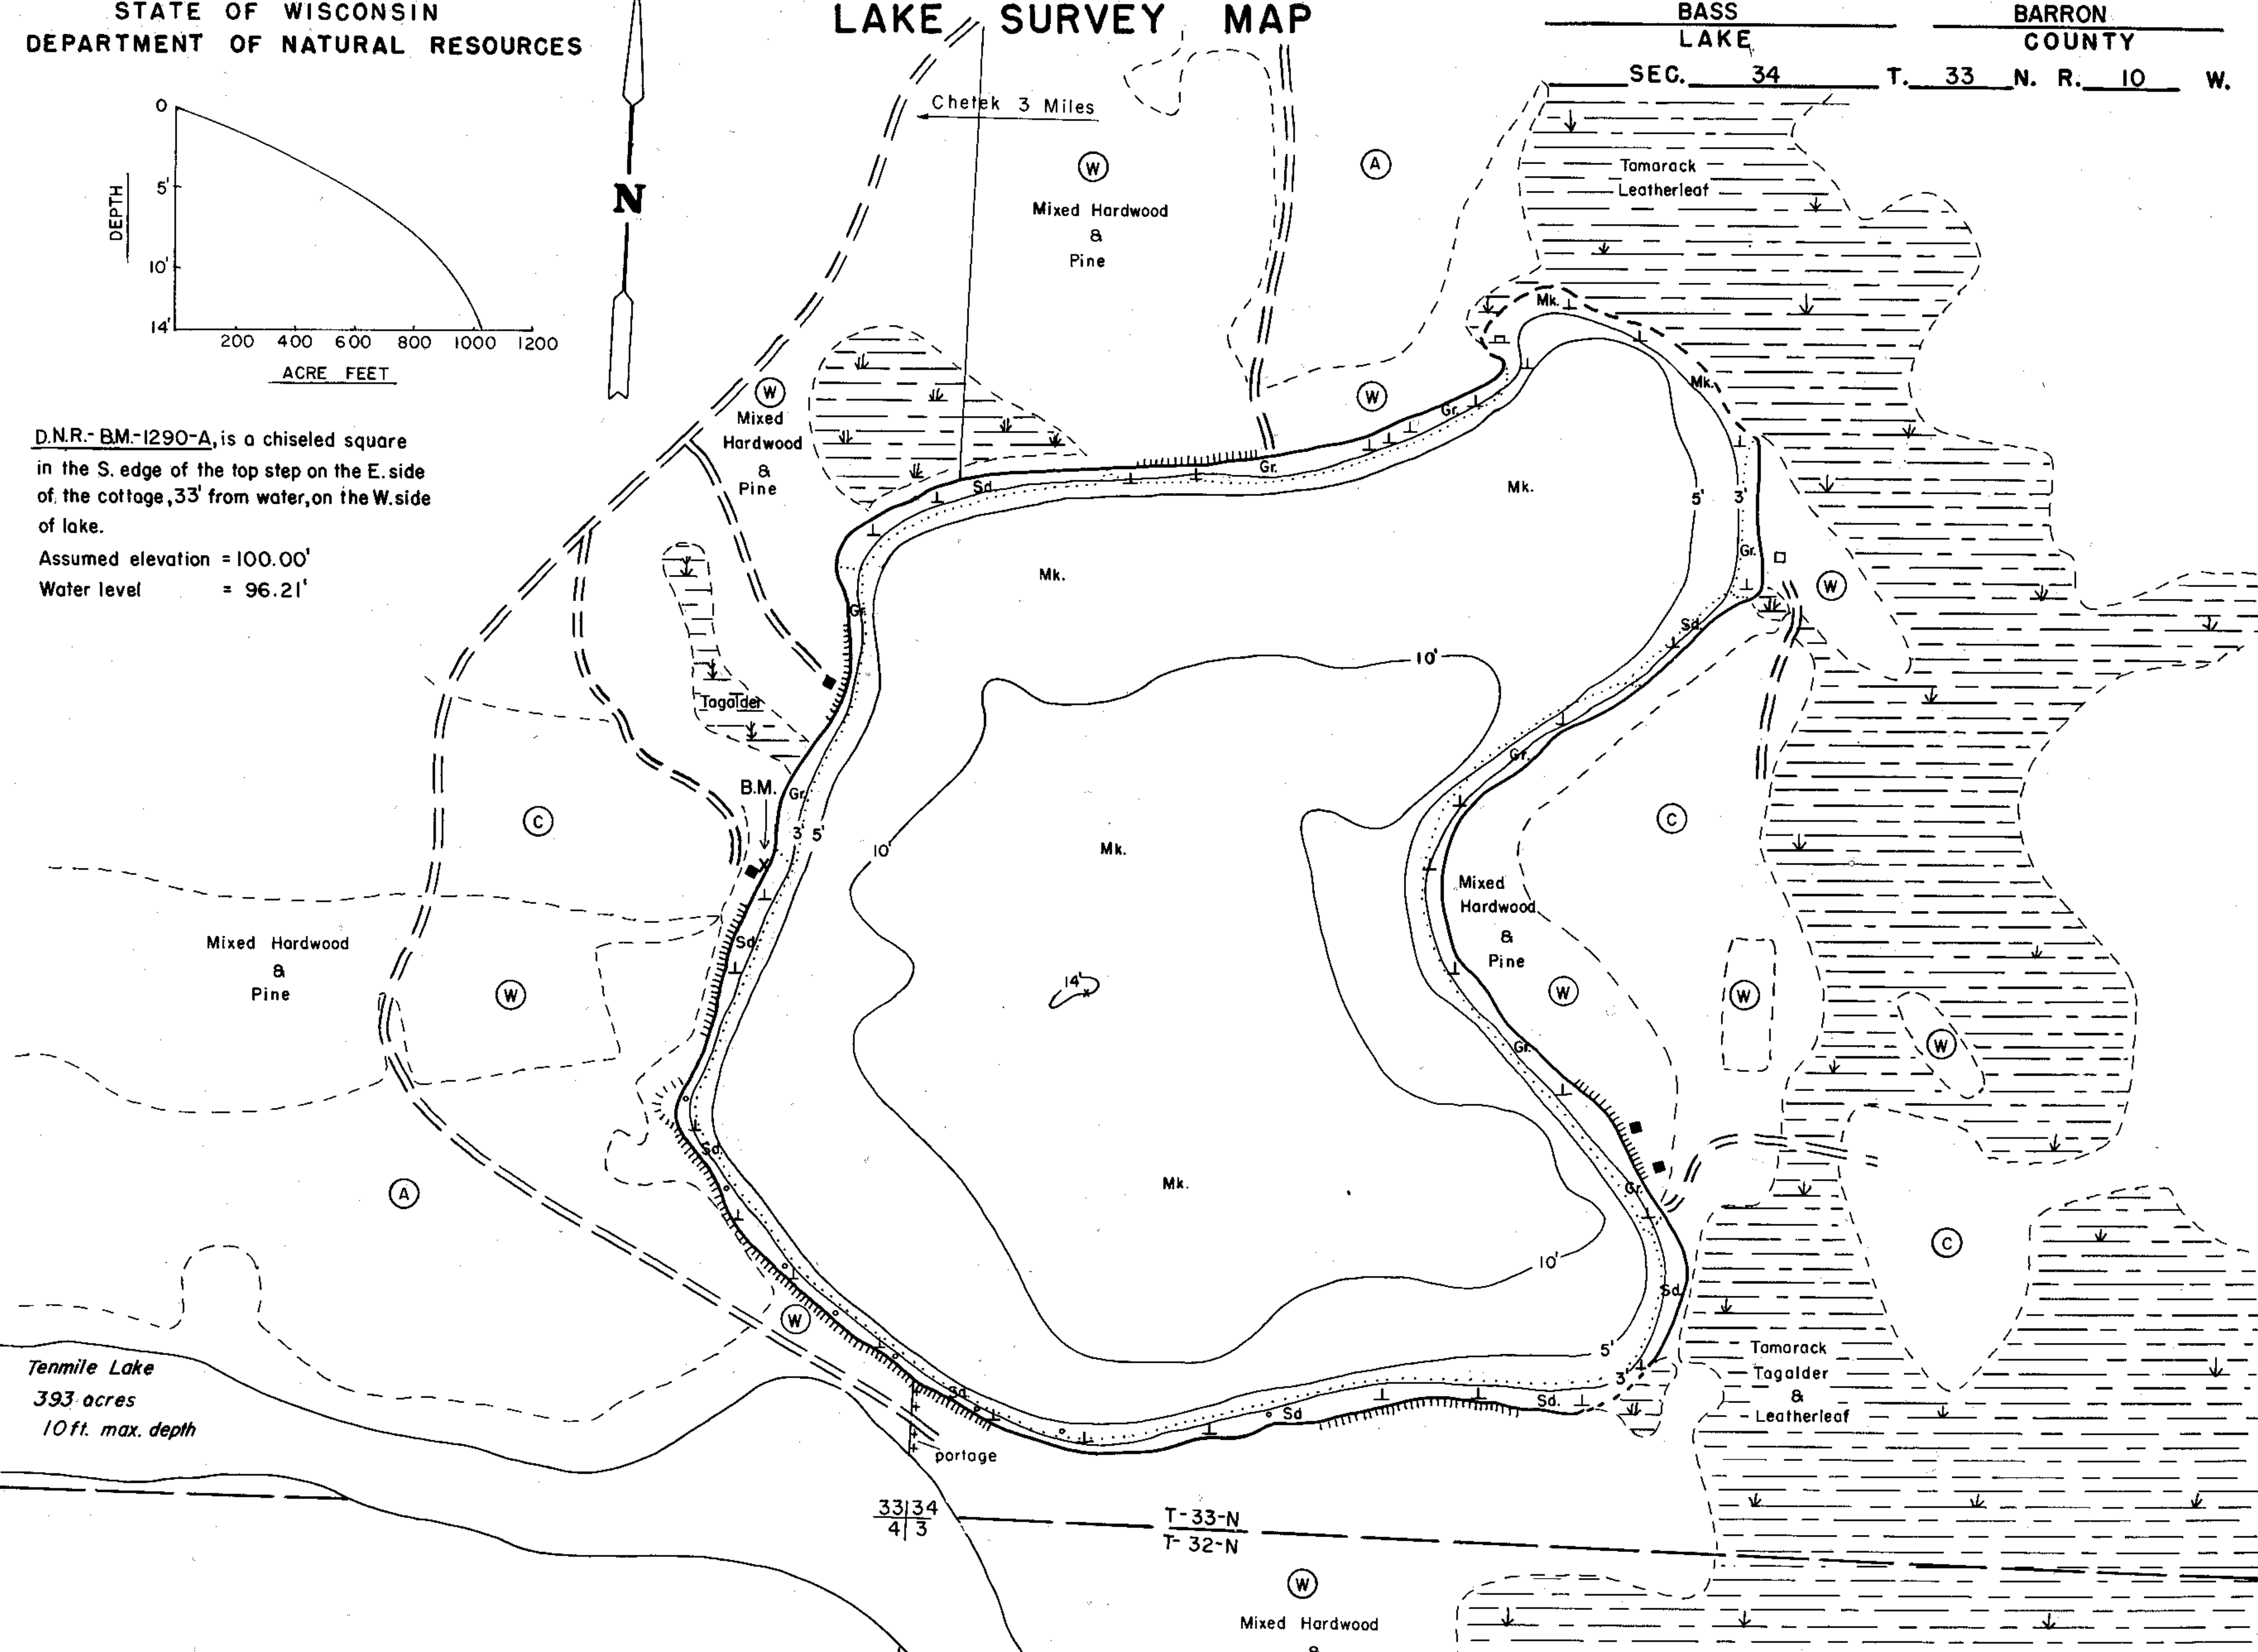 STATE OF WISCONSIN
DEPARTMENT OF NATURAL RESOURCES
LAKE SURVEY MAP
BASS
LAKE
BARRON
COUNTY
SEC. 34 T. 33 N. R. 10 W.
0
5'
10'
14'
DEPTH
200 400 600 800 1000 1200
ACRE FEET
N
Chetek 3 Miles
W
Mixed Hardwood
&
Pine
A
Tamarack
Leatherleaf
D.N.R.-B.M.-1290-A, is a chiseled square
in the S. edge of the top step on the E. side
of the cottage, 33' from water, on the W. side
of lake.
Assumed elevation = 100.00'
Water level = 96.21'
W
Mixed
Hardwood
&
Pine
W
Mk.
Mk.
Gr.
Gr.
Sd.
Mk.
5' 3'
Mk.
Gr.
W
Gr.
Sd.
Tagalder
10'
Gr.
B.M.
Gr.
3' 5'
10'
C
C
Mk.
Mixed
Hardwood
&
Pine
Sd.
Mixed Hardwood
&
Pine
W
14'
W
W
W
Gr.
Sd.
Mk.
Gr.
A
C
10'
Sd.
W
5'
3'
Tamarack
Tagalder
&
Leatherleaf
Tenmile Lake
393 acres
10 ft. max. depth
Sd.
Sd
Sd.
portage
33|34
4|3
T-33-N
T-32-N
W
Mixed Hardwood
&